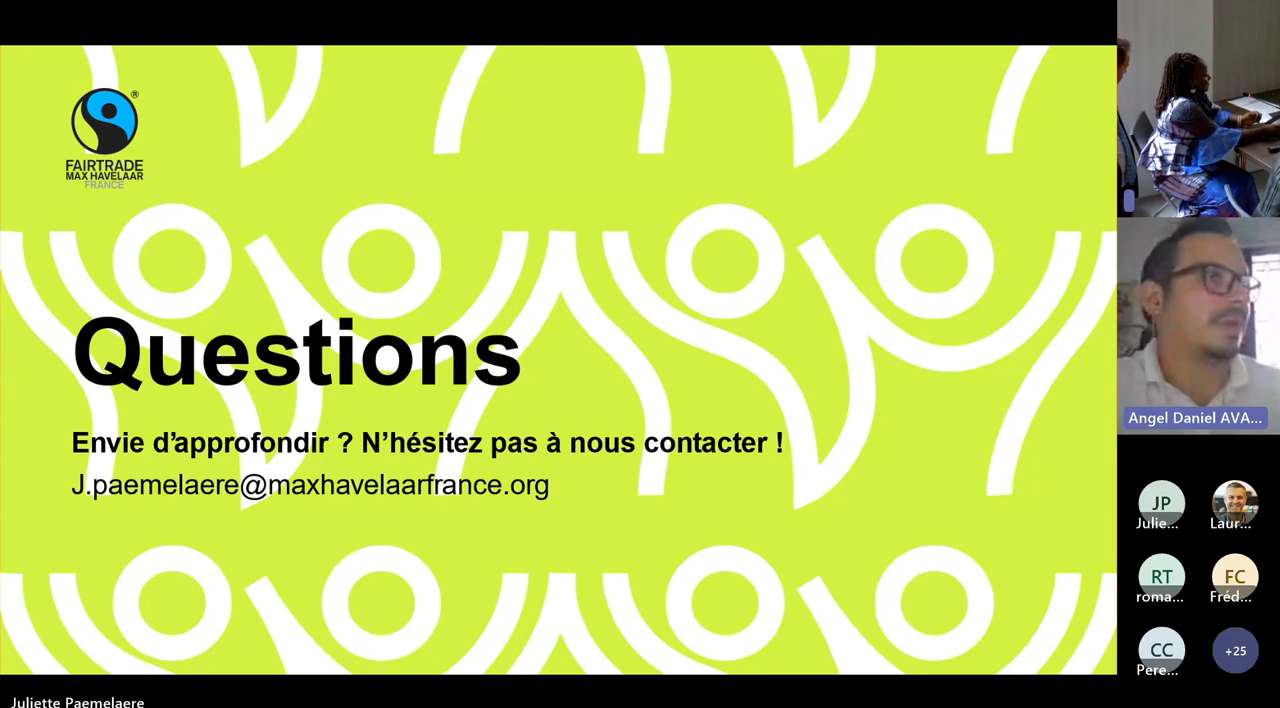 ®
FAIRTRADE
MAX HAVELAAR
FRANCE
Questions
Envie d’approfondir ? N’hésitez pas à nous contacter !
J.paemelaere@maxhavelaarfrance.org
Angel Daniel AVA...
JP
Julie...
Laur...
RT
roma...
FC
Fréd...
CC
Pere...
+25
Juliette Paemelaere